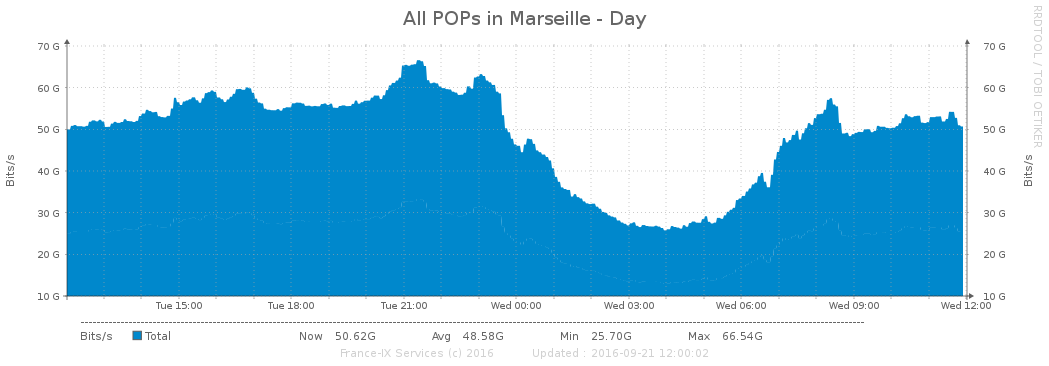 All POPs in Marseille - Day
RRDTOOL / TOBI OETIKER
Bits/s
70 G
60 G
50 G
40 G
30 G
20 G
10 G
70 G
60 G
50 G
40 G
30 G
20 G
10 G
Bits/s
Tue 15:00 Tue 18:00 Tue 21:00 Wed 00:00 Wed 03:00 Wed 06:00 Wed 09:00 Wed 12:00
Bits/s Total Now 50.62G Avg 48.58G Min 25.70G Max 66.54G
France-IX Services (c) 2016 Updated : 2016-09-21 12:00:02